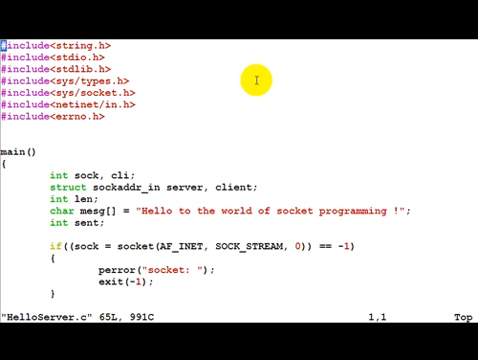 #include<string.h>
#include<stdio.h>
#include<stdlib.h>
#include<sys/types.h>
#include<sys/socket.h>
#include<netinet/in.h>
#include<errno.h>
main()
{
int sock, cli;
struct sockaddr_in server, client;
int len;
char mesg[] = "Hello to the world of socket programming !";
int sent;
if((sock = socket(AF_INET, SOCK_STREAM, 0)) == -1)
{
perror("socket: ");
exit(-1);
}
"HelloServer.c" 65L, 991C 1,1 Top